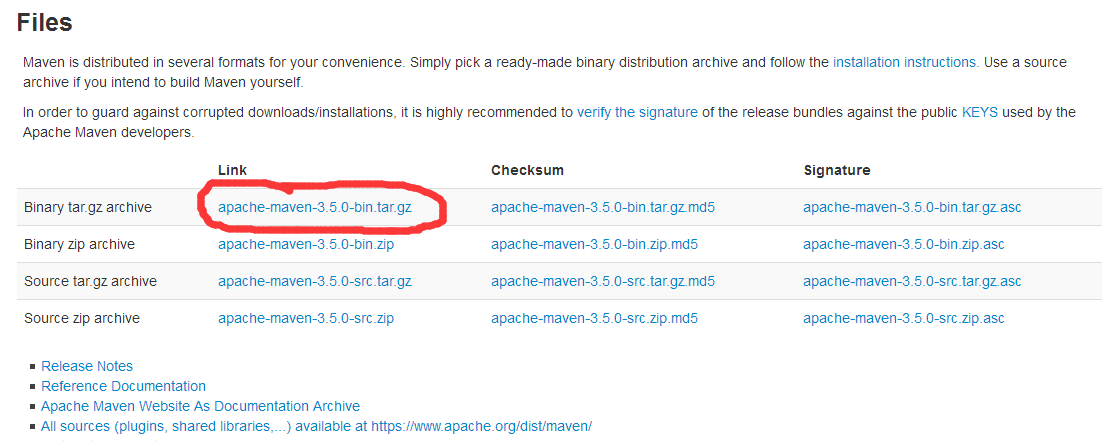 Files
Maven is distributed in several formats for your convenience. Simply pick a ready-made binary distribution archive and follow the installation instructions. Use a source
archive if you intend to build Maven yourself.
In order to guard against corrupted downloads/installations, it is highly recommended to verify the signature of the release bundles against the public KEYS used by the
Apache Maven developers.
Link Checksum Signature
Binary tar.gz archive apache-maven-3.5.0-bin.tar.gz apache-maven-3.5.0-bin.tar.gz.md5 apache-maven-3.5.0-bin.tar.gz.asc
Binary zip archive apache-maven-3.5.0-bin.zip apache-maven-3.5.0-bin.zip.md5 apache-maven-3.5.0-bin.zip.asc
Source tar.gz archive apache-maven-3.5.0-src.tar.gz apache-maven-3.5.0-src.tar.gz.md5 apache-maven-3.5.0-src.tar.gz.asc
Source zip archive apache-maven-3.5.0-src.zip apache-maven-3.5.0-src.zip.md5 apache-maven-3.5.0-src.zip.asc
Release Notes
Reference Documentation
Apache Maven Website As Documentation Archive
All sources (plugins, shared libraries,...) available at https://www.apache.org/dist/maven/